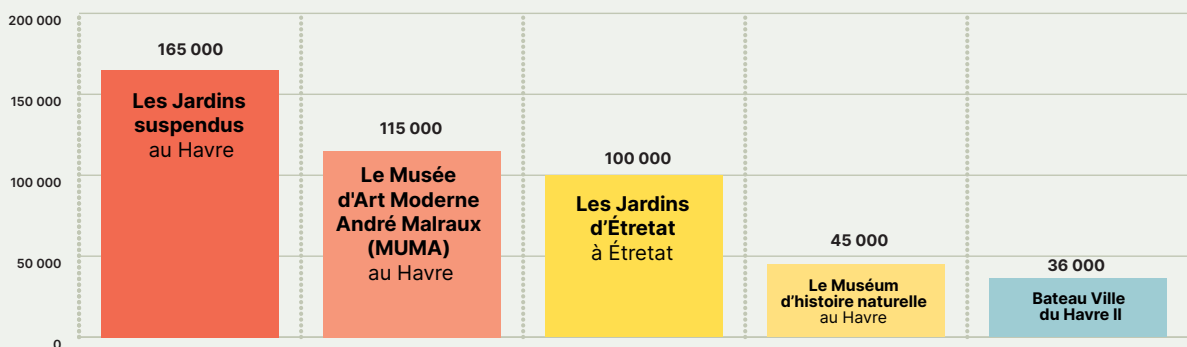 200 000
165 000
Les Jardins
suspendus
au Havre
150 000
115 000
Le Musée
d'Art Moderne
André Malraux
(MUMA)
au Havre
100 000
100 000
Les Jardins
d’Étretat
à Étretat
50 000
45 000
Le Muséum
d’histoire naturelle
au Havre
36 000
Bateau Ville
du Havre II
0